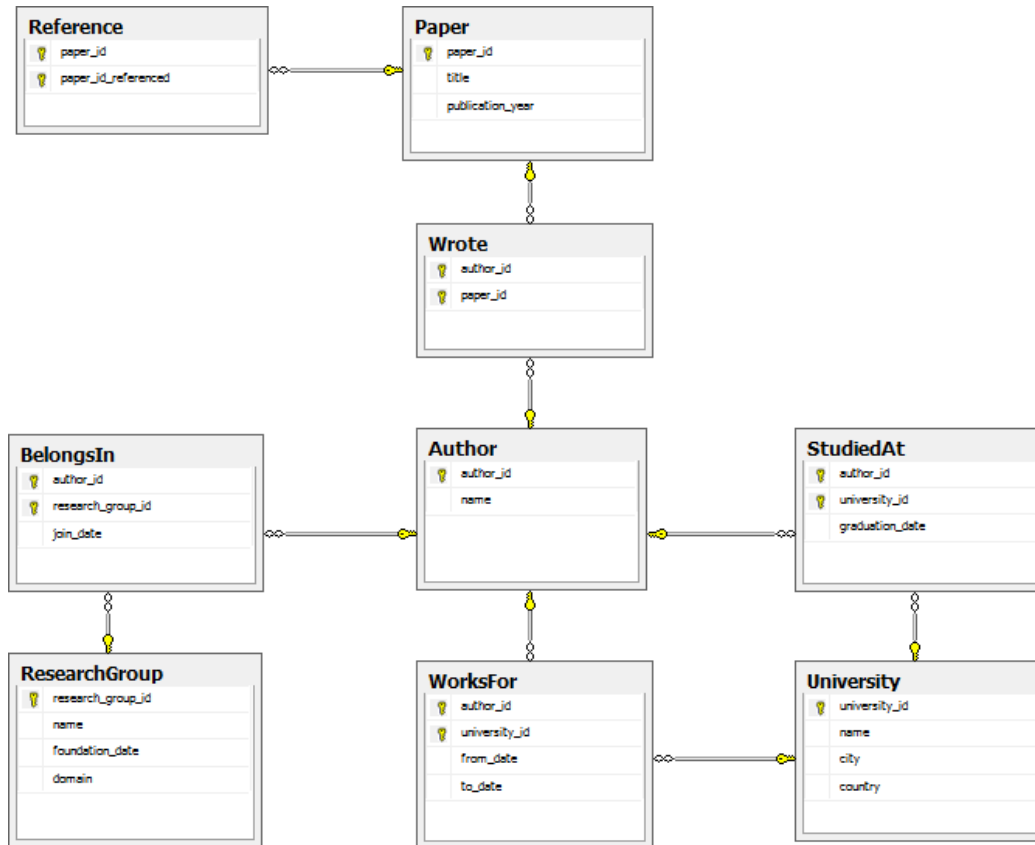 Reference
paper_id
paper_id_referenced
Paper
paper_id
title
publication_year
Wrote
author_id
paper_id
BelongsIn
author_id
research_group_id
join_date
Author
author_id
name
StudiedAt
author_id
university_id
graduation_date
ResearchGroup
research_group_id
name
foundation_date
domain
WorksFor
author_id
university_id
from_date
to_date
University
university_id
name
city
country